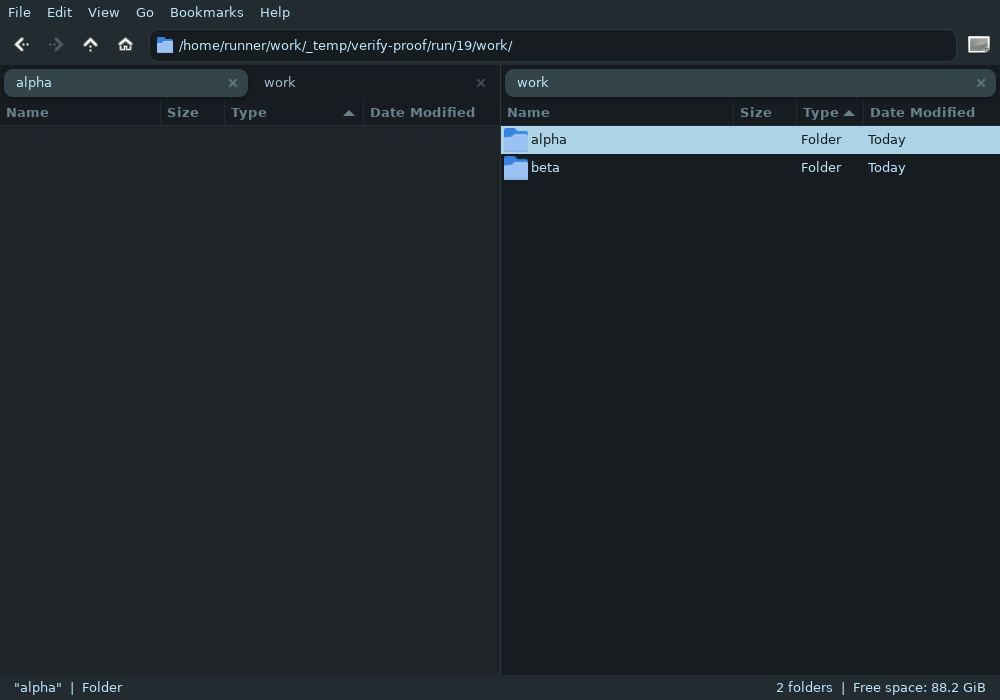 File Edit View Go Bookmarks Help
/home/runner/work/_temp/verify-proof/run/19/work/
alpha work work
Name Size Type Date Modified Name Size Type Date Modified
alpha Folder Today
beta Folder Today
"alpha" | Folder 2 folders | Free space: 88.2 GiB